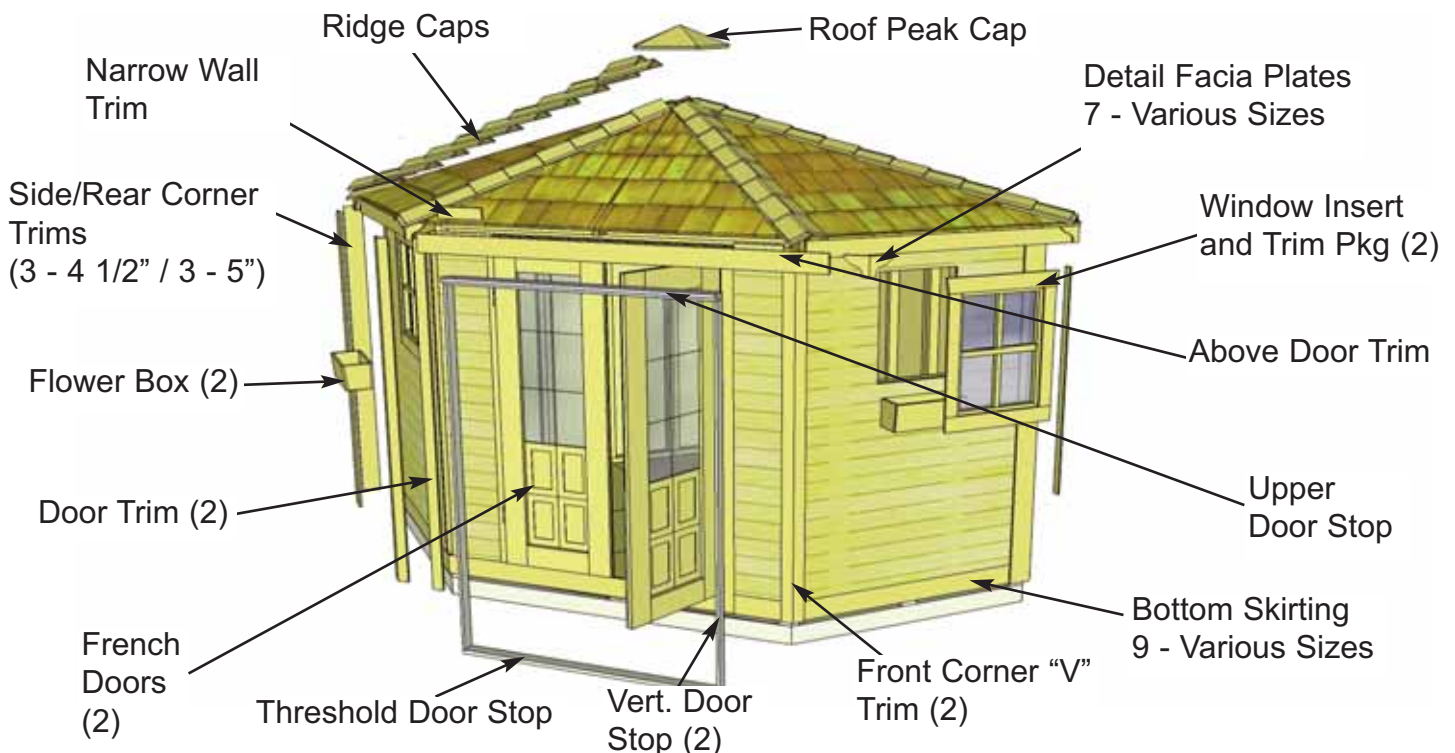 Ridge Caps
Roof Peak Cap
Narrow Wall
Trim
Detail Facia Plates
7 - Various Sizes
Side/Rear Corner
Trims
(3 - 4 1/2” / 3 - 5”)
Window Insert
and Trim Pkg (2)
Flower Box (2)
Above Door Trim
Door Trim (2)
Upper
Door Stop
French
Doors
(2)
Threshold Door Stop
Vert. Door
Stop (2)
Front Corner “V”
Trim (2)
Bottom Skirting
9 - Various Sizes